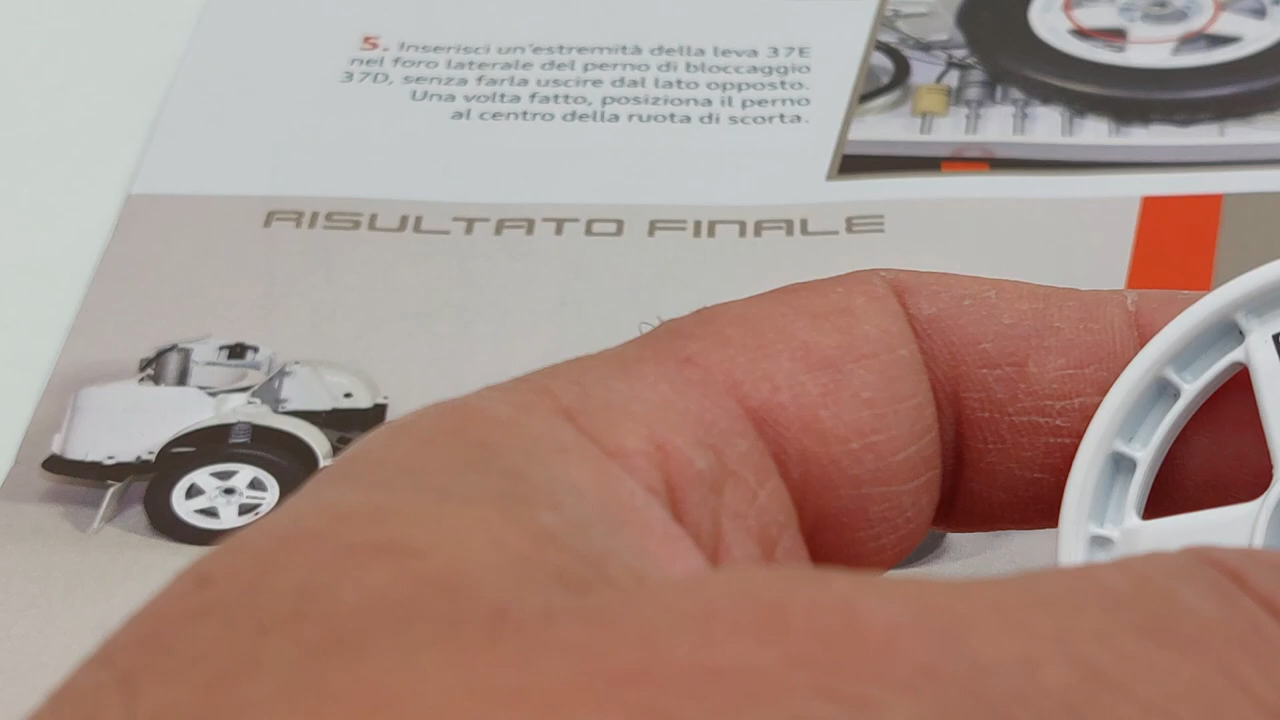 5. Inserisci un'estremità della leva 37E
nel foro laterale del perno di bloccaggio
37D, senza farla uscire dal lato opposto.
Una volta fatto, posiziona il perno
al centro della ruota di scorta.
RISULTATO FINALE